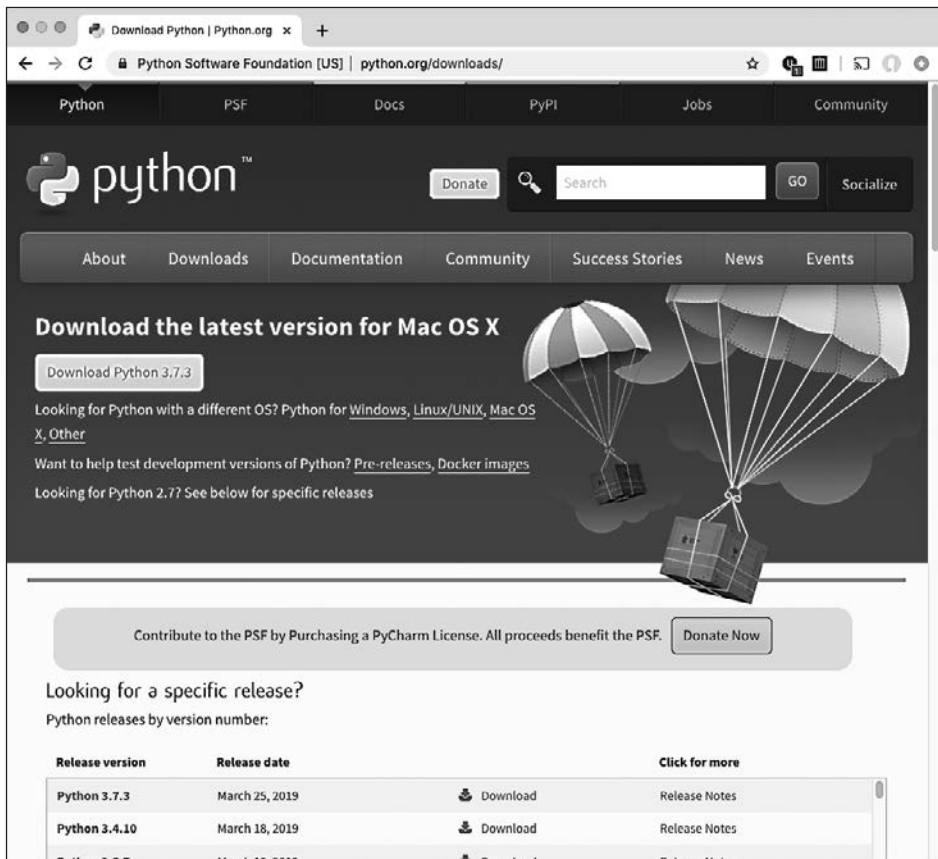 Download Python | Python.org
Python Software Foundation [US] | python.org/downloads/
Python PSF Docs PyPI Jobs Community
python™
Donate
Search
GO
Socialize
About Downloads Documentation Community Success Stories News Events
Download the latest version for Mac OS X
Download Python 3.7.3
Looking for Python with a different OS? Python for Windows, Linux/UNIX, Mac OS
X, Other
Want to help test development versions of Python? Pre-releases, Docker images
Looking for Python 2.7? See below for specific releases
Contribute to the PSF by Purchasing a PyCharm License. All proceeds benefit the PSF. Donate Now
Looking for a specific release?
Python releases by version number:
Release version Release date Click for more
Python 3.7.3 March 25, 2019 Download Release Notes
Python 3.4.10 March 18, 2019 Download Release Notes